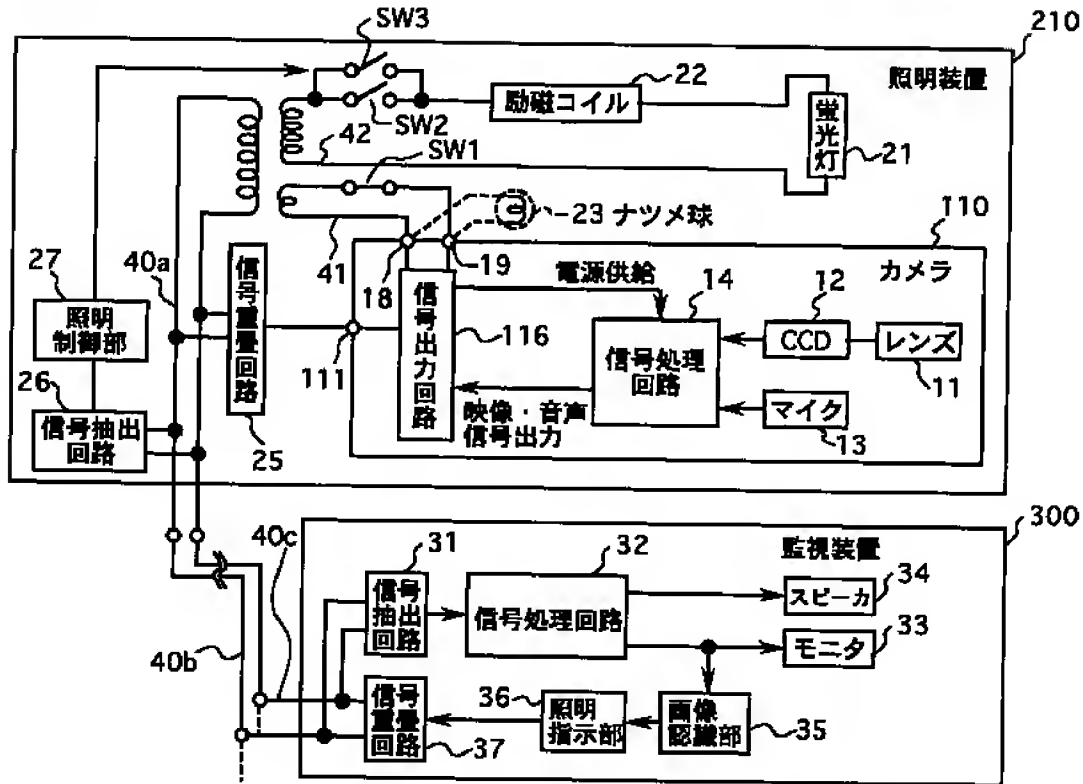 SW3
210
照明装置
22
励磁コイル
SW2
42
SW1
蛍光灯
21
23 ナツメ球
110
27
40a
信号重畳回路
41
18
19
電源供給
14
12
カメラ
照明
制御部
信号出力回路
116
信号処理
回路
CCD
レンズ
11
111
26
信号抽出
回路
25
映像・音声
信号出力
マイク
13
300
40c
31
32
監視装置
34
信号
抽出
回路
信号処理回路
スピーカ
33
モニタ
40b
信号
重畳
回路
37
36
照明
指示部
画像
認識部
35